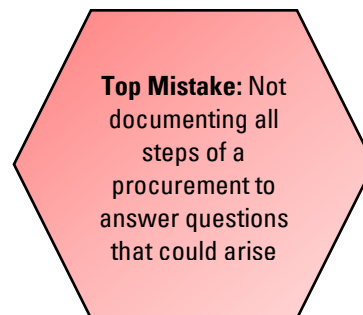 Top Mistake: Not
documenting all
steps of a
procurement to
answer questions
that could arise